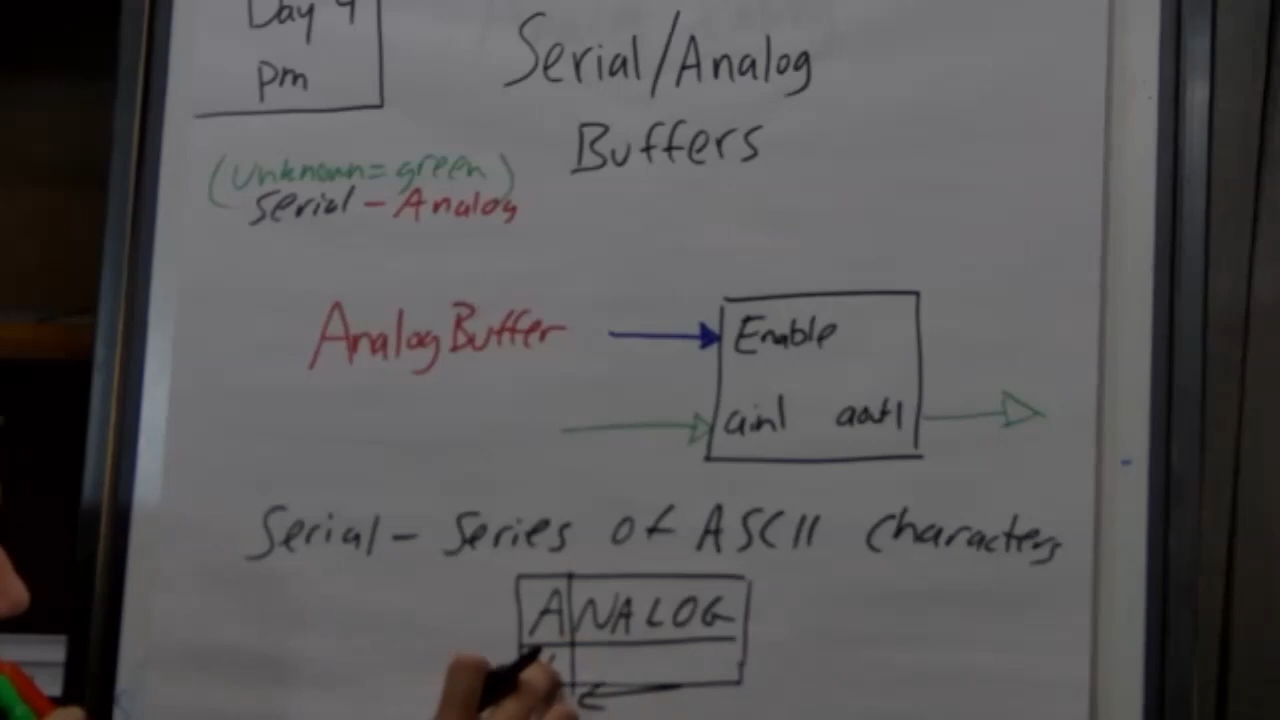 Day 4
pm
Serial/Analog
Buffers
(Unknown=green)
Serial - Analog
Analog Buffer
Enable
ain1 aout1
Serial - Series of ASCII characters
ANALOG